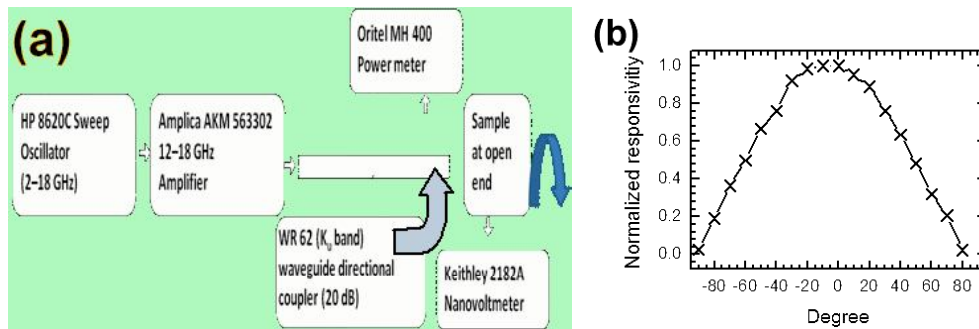 (a)
Oritel MH 400
Power meter
HP 8620C Sweep
Oscillator
(2–18 GHz)
Amplica AKM 563302
12–18 GHz
Amplifier
Sample
at open
end
WR 62 (Ku band)
waveguide directional
coupler (20 dB)
Keithley 2182A
Nanovoltmeter
(b)
Normalized responsivitiy
1.0
0.8
0.6
0.4
0.2
0.0
-80 -60 -40 -20 0 20 40 60 80
Degree